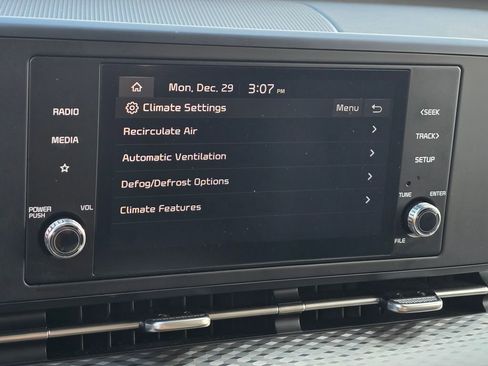 Mon, Dec. 29 3:07 PM
Climate Settings Menu
Recirculate Air
Automatic Ventilation
Defog/Defrost Options
Climate Features
RADIO
MEDIA
POWER PUSH VOL
<SEEK
TRACK>
SETUP
TUNE ENTER
FILE